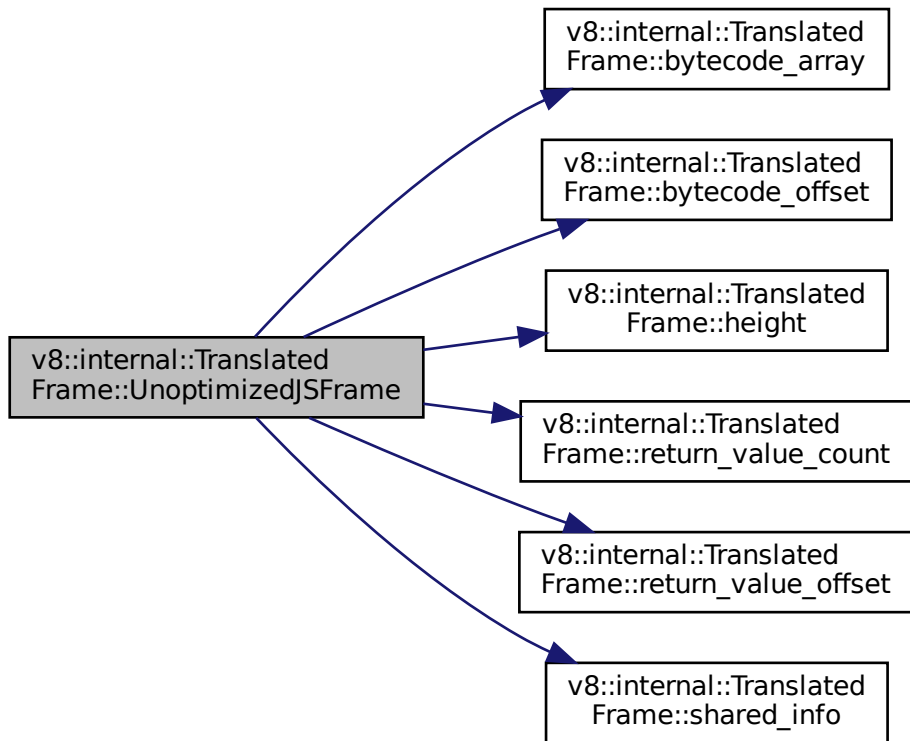 v8::internal::Translated
Frame::bytecode_array
v8::internal::Translated
Frame::bytecode_offset
v8::internal::Translated
Frame::height
v8::internal::Translated
Frame::UnoptimizedJSFrame
v8::internal::Translated
Frame::return_value_count
v8::internal::Translated
Frame::return_value_offset
v8::internal::Translated
Frame::shared_info